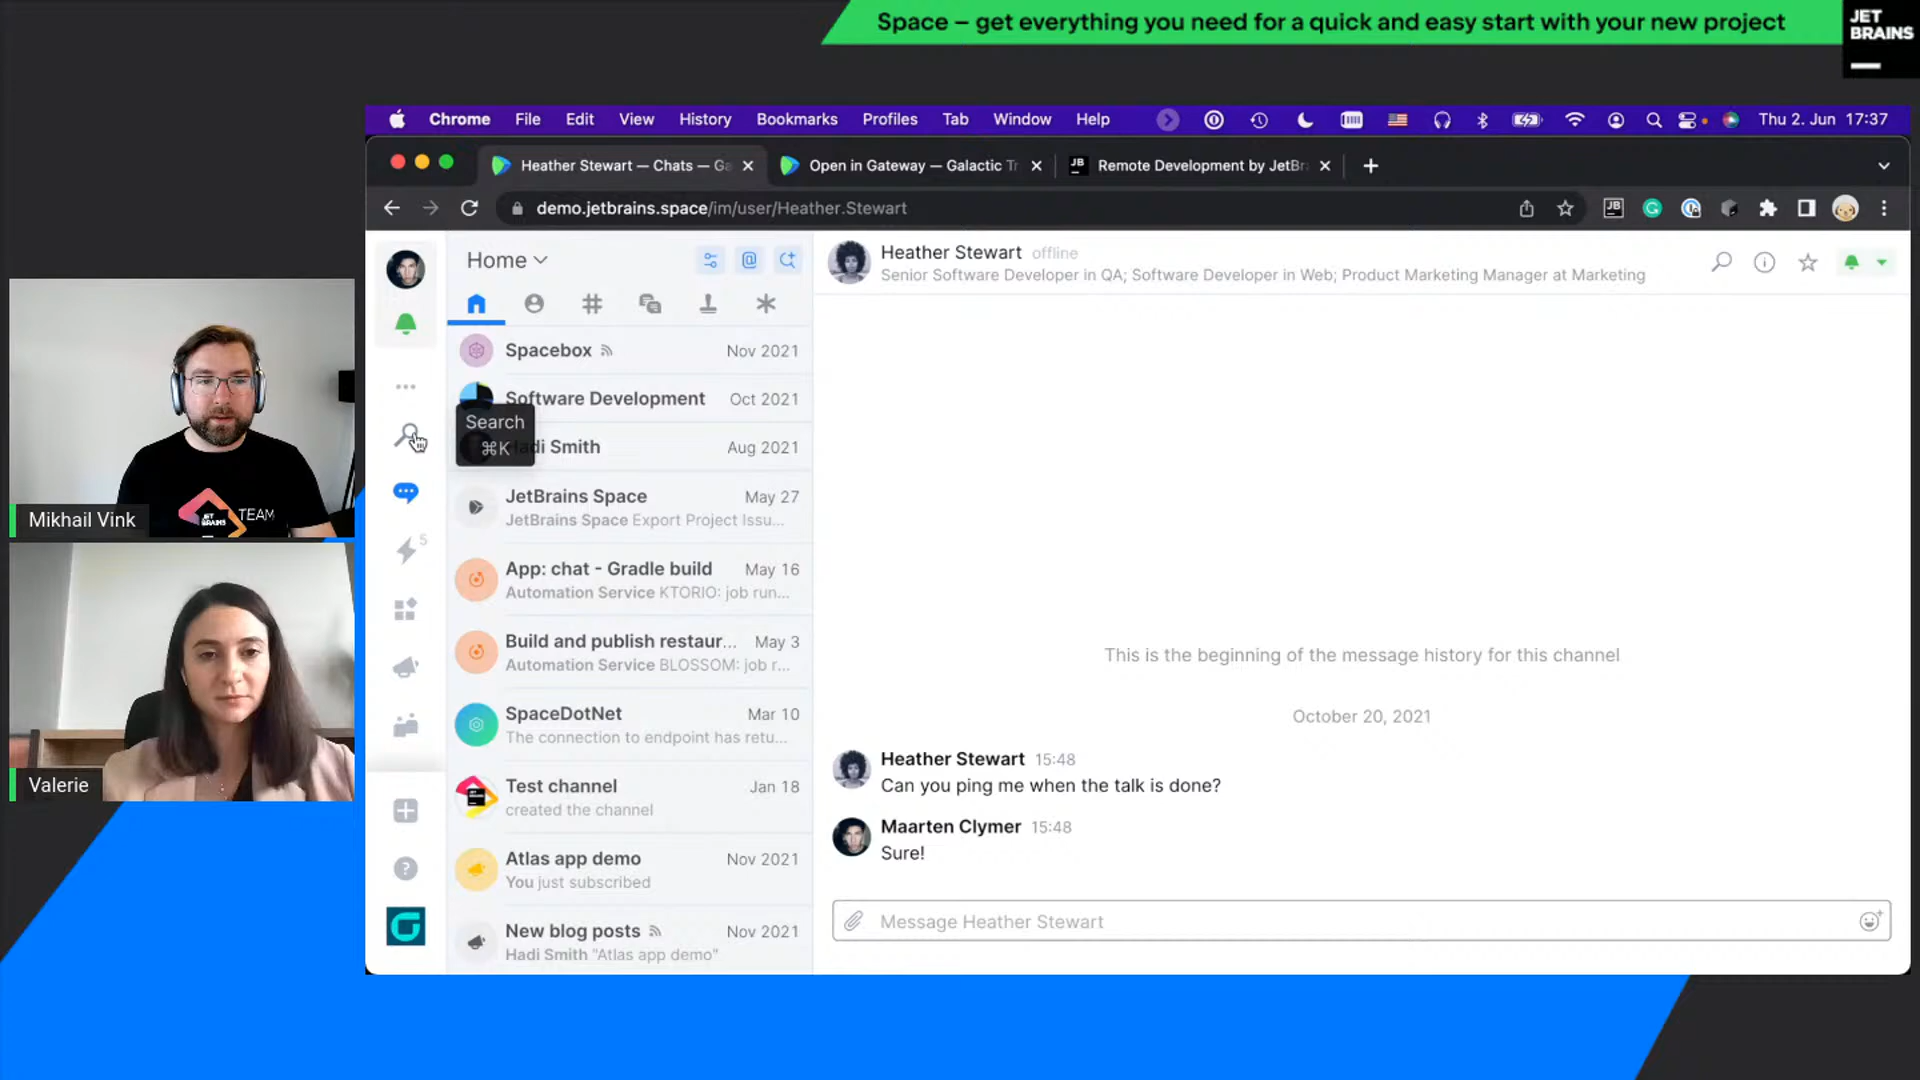 Space – get everything you need for a quick and easy start with your new project
JET
BRAINS
Chrome File Edit View History Bookmarks Profiles Tab Window Help Thu 2. Jun 17:37
Heather Stewart — Chats — Ga
Open in Gateway — Galactic Tr
JB Remote Development by JetBr
demo.jetbrains.space/im/user/Heather.Stewart
JB
Home
Heather Stewart offline
Senior Software Developer in QA; Software Developer in Web; Product Marketing Manager at Marketing
Spacebox Nov 2021
Software Development Oct 2021
Search
⌘K
adi Smith Aug 2021
JetBrains Space May 27
JetBrains Space Export Project Issu...
5
App: chat - Gradle build May 16
Automation Service KTORIO: job run...
Build and publish restaur... May 3
Automation Service BLOSSOM: job r...
SpaceDotNet Mar 10
The connection to endpoint has retu...
Test channel Jan 18
created the channel
Atlas app demo Nov 2021
You just subscribed
New blog posts Nov 2021
Hadi Smith "Atlas app demo"
This is the beginning of the message history for this channel
October 20, 2021
Heather Stewart 15:48
Can you ping me when the talk is done?
Maarten Clymer 15:48
Sure!
Message Heather Stewart
JET
BRAINS
TEAM
Mikhail Vink
Valerie